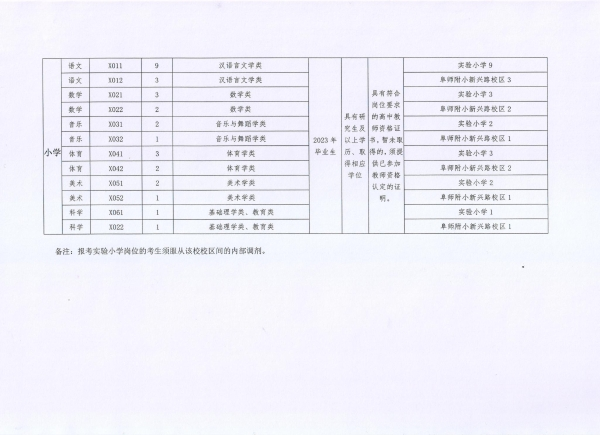 小学
语文 X011 9 汉语言文学类 实验小学 9
语文 X012 3 汉语言文学类 阜师附小新兴路校区 3
数学 X021 3 数学类 实验小学 3
数学 X022 2 数学类 阜师附小新兴路校区 2
音乐 X031 2 音乐与舞蹈学类 实验小学 2
音乐 X032 1 音乐与舞蹈学类 阜师附小新兴路校区 1
体育 X041 3 体育学类 实验小学 3
体育 X042 2 体育学类 阜师附小新兴路校区 2
美术 X051 2 美术学类 实验小学 2
美术 X052 1 美术学类 阜师附小新兴路校区 1
科学 X061 1 基础理学类、教育类 实验小学 1
科学 X022 1 基础理学类、教育类 阜师附小新兴路校区 1
2023 年
毕业生
具有研
究生及
以上学
历、取
得相应
学位
具有符合
岗位要求
的高中教
师资格证
书，暂未取
得的，须提
供已参加
教师资格
认定的证
明。
备注：报考实验小学岗位的考生须服从该校校区间的内部调剂。